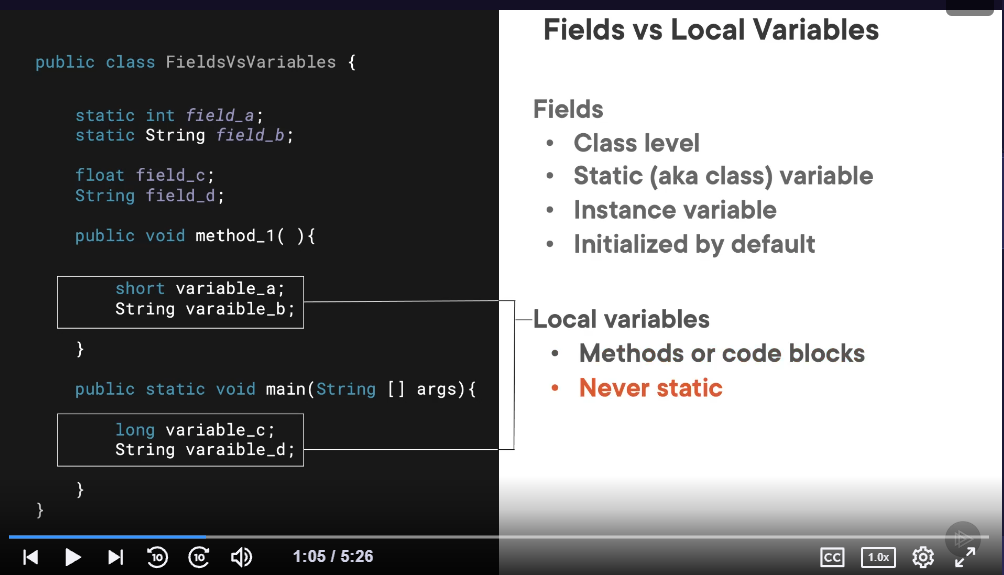 public class FieldsVsVariables {
static int field_a;
static String field_b;
float field_c;
String field_d;
public void method_1( ){
short variable_a;
String varaible_b;
}
public static void main(String [] args){
long variable_c;
String varaible_d;
}
}
Fields vs Local Variables
Fields
• Class level
• Static (aka class) variable
• Instance variable
• Initialized by default
Local variables
• Methods or code blocks
• Never static
10
10
1:05 / 5:26
CC
1.0x